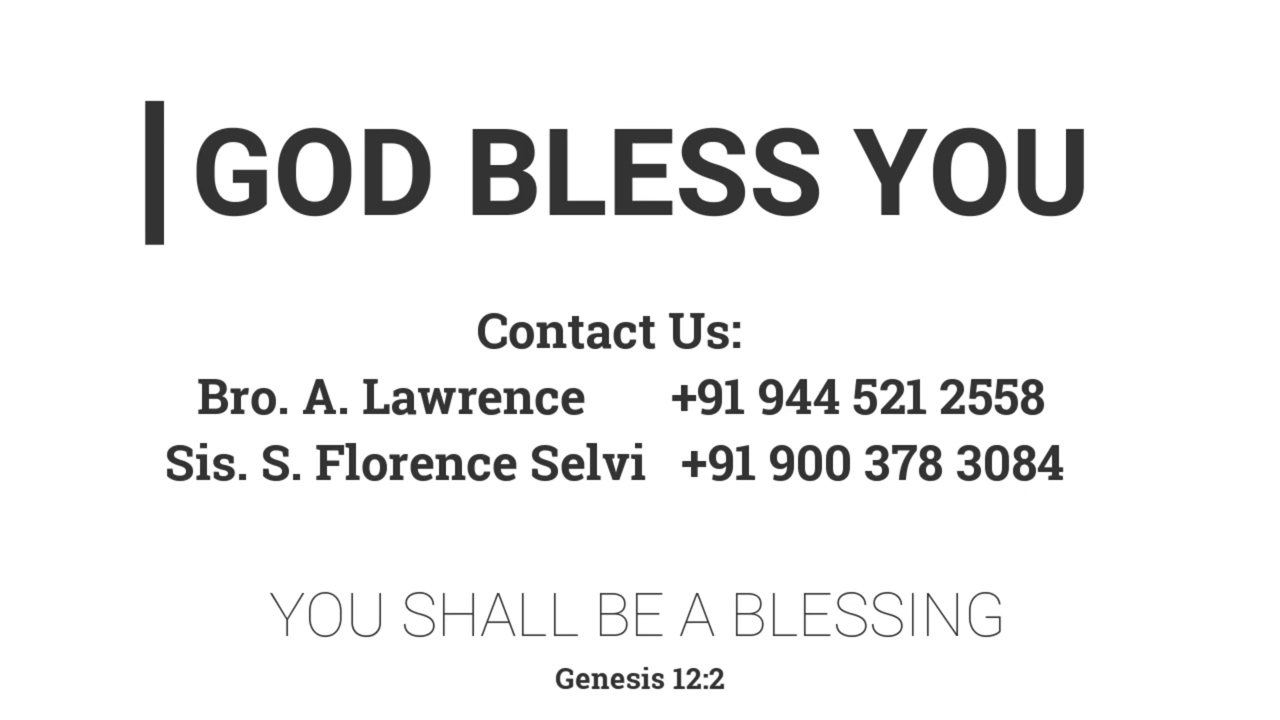 GOD BLESS YOU
Contact Us:
Bro. A. Lawrence +91 944 521 2558
Sis. S. Florence Selvi +91 900 378 3084
YOU SHALL BE A BLESSING
Genesis 12:2